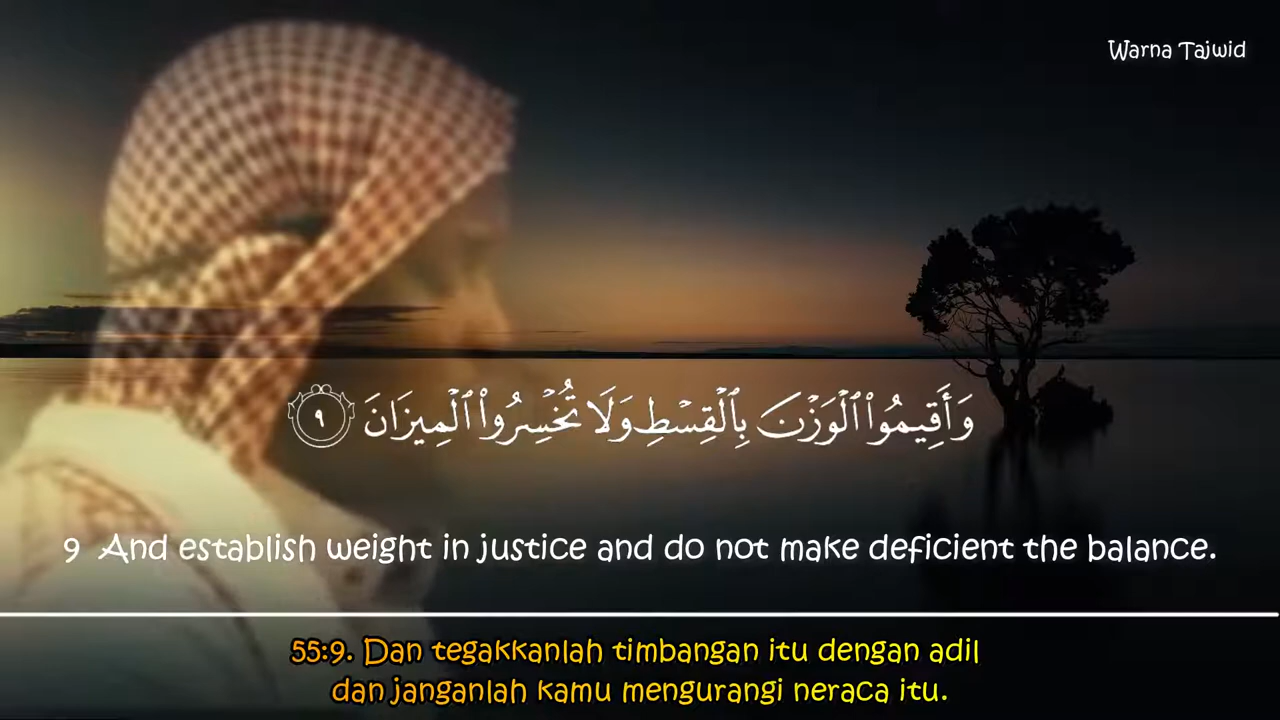 Warna Tajwid
وَأَقِيمُوا۟ ٱلْوَزْنَ بِٱلْقِسْطِ وَلَا تُخْسِرُوا۟ ٱلْمِيزَانَ ٩
9 And establish weight in justice and do not make deficient the balance.
55:9. Dan tegakkanlah timbangan itu dengan adil
dan janganlah kamu mengurangi neraca itu.